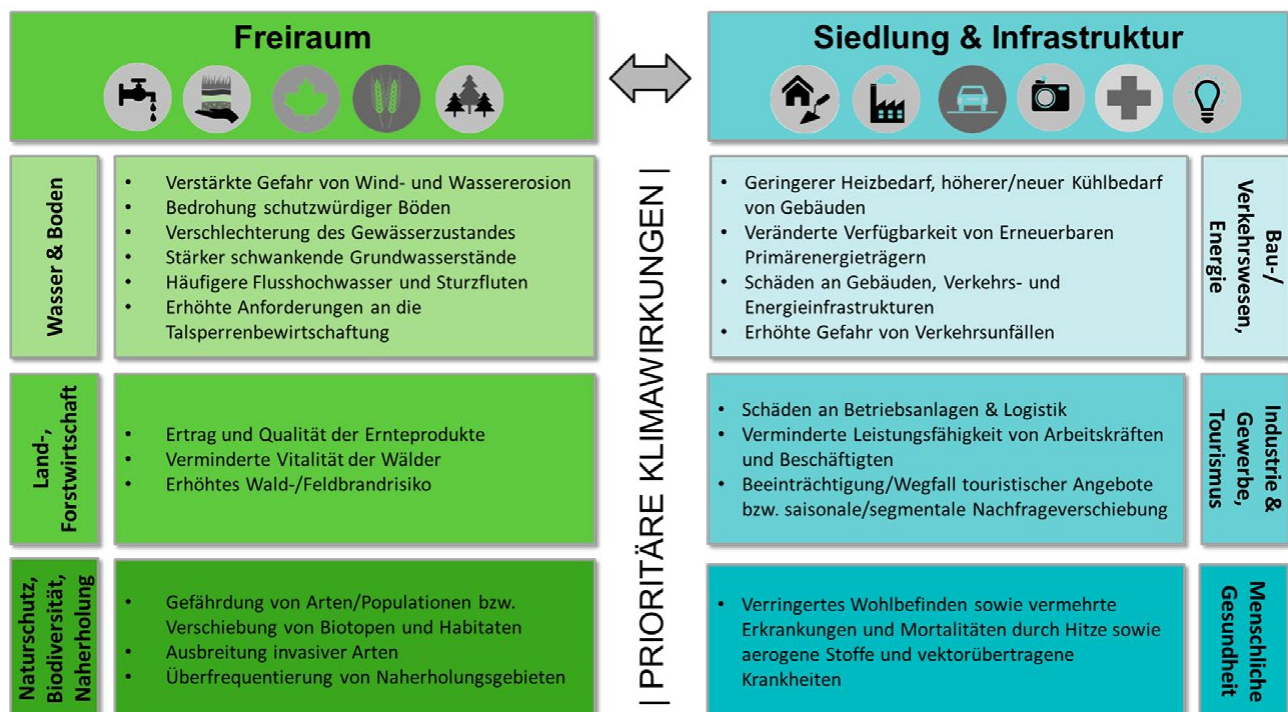 Freiraum
Wasser & Boden
• Verstärkte Gefahr von Wind- und Wassererosion
• Bedrohung schutzwürdiger Böden
• Verschlechterung des Gewässerzustandes
• Stärker schwankende Grundwasserstände
• Häufigere Flusshochwasser und Sturzfluten
• Erhöhte Anforderungen an die
Talsperrenbewirtschaftung
Land-,
Forstwirtschaft
• Ertrag und Qualität der Ernteprodukte
• Verminderte Vitalität der Wälder
• Erhöhtes Wald-/Feldbrandrisiko
Naturschutz,
Biodiversität,
Naherholung
• Gefährdung von Arten/Populationen bzw.
Verschiebung von Biotopen und Habitaten
• Ausbreitung invasiver Arten
• Überfrequentierung von Naherholungsgebieten
| PRIORITÄRE KLIMAWIRKUNGEN |
Siedlung & Infrastruktur
• Geringerer Heizbedarf, höherer/neuer Kühlbedarf
von Gebäuden
• Veränderte Verfügbarkeit von Erneuerbaren
Primärenergieträgern
• Schäden an Gebäuden, Verkehrs- und
Energieinfrastrukturen
• Erhöhte Gefahr von Verkehrsunfällen
Bau-/
Verkehrswesen,
Energie
• Schäden an Betriebsanlagen & Logistik
• Verminderte Leistungsfähigkeit von Arbeitskräften
und Beschäftigten
• Beeinträchtigung/Wegfall touristischer Angebote
bzw. saisonale/segmentale Nachfrageverschiebung
Industrie &
Gewerbe,
Tourismus
• Verringertes Wohlbefinden sowie vermehrte
Erkrankungen und Mortalitäten durch Hitze sowie
aerogene Stoffe und vektorübertragene
Krankheiten
Menschliche
Gesundheit